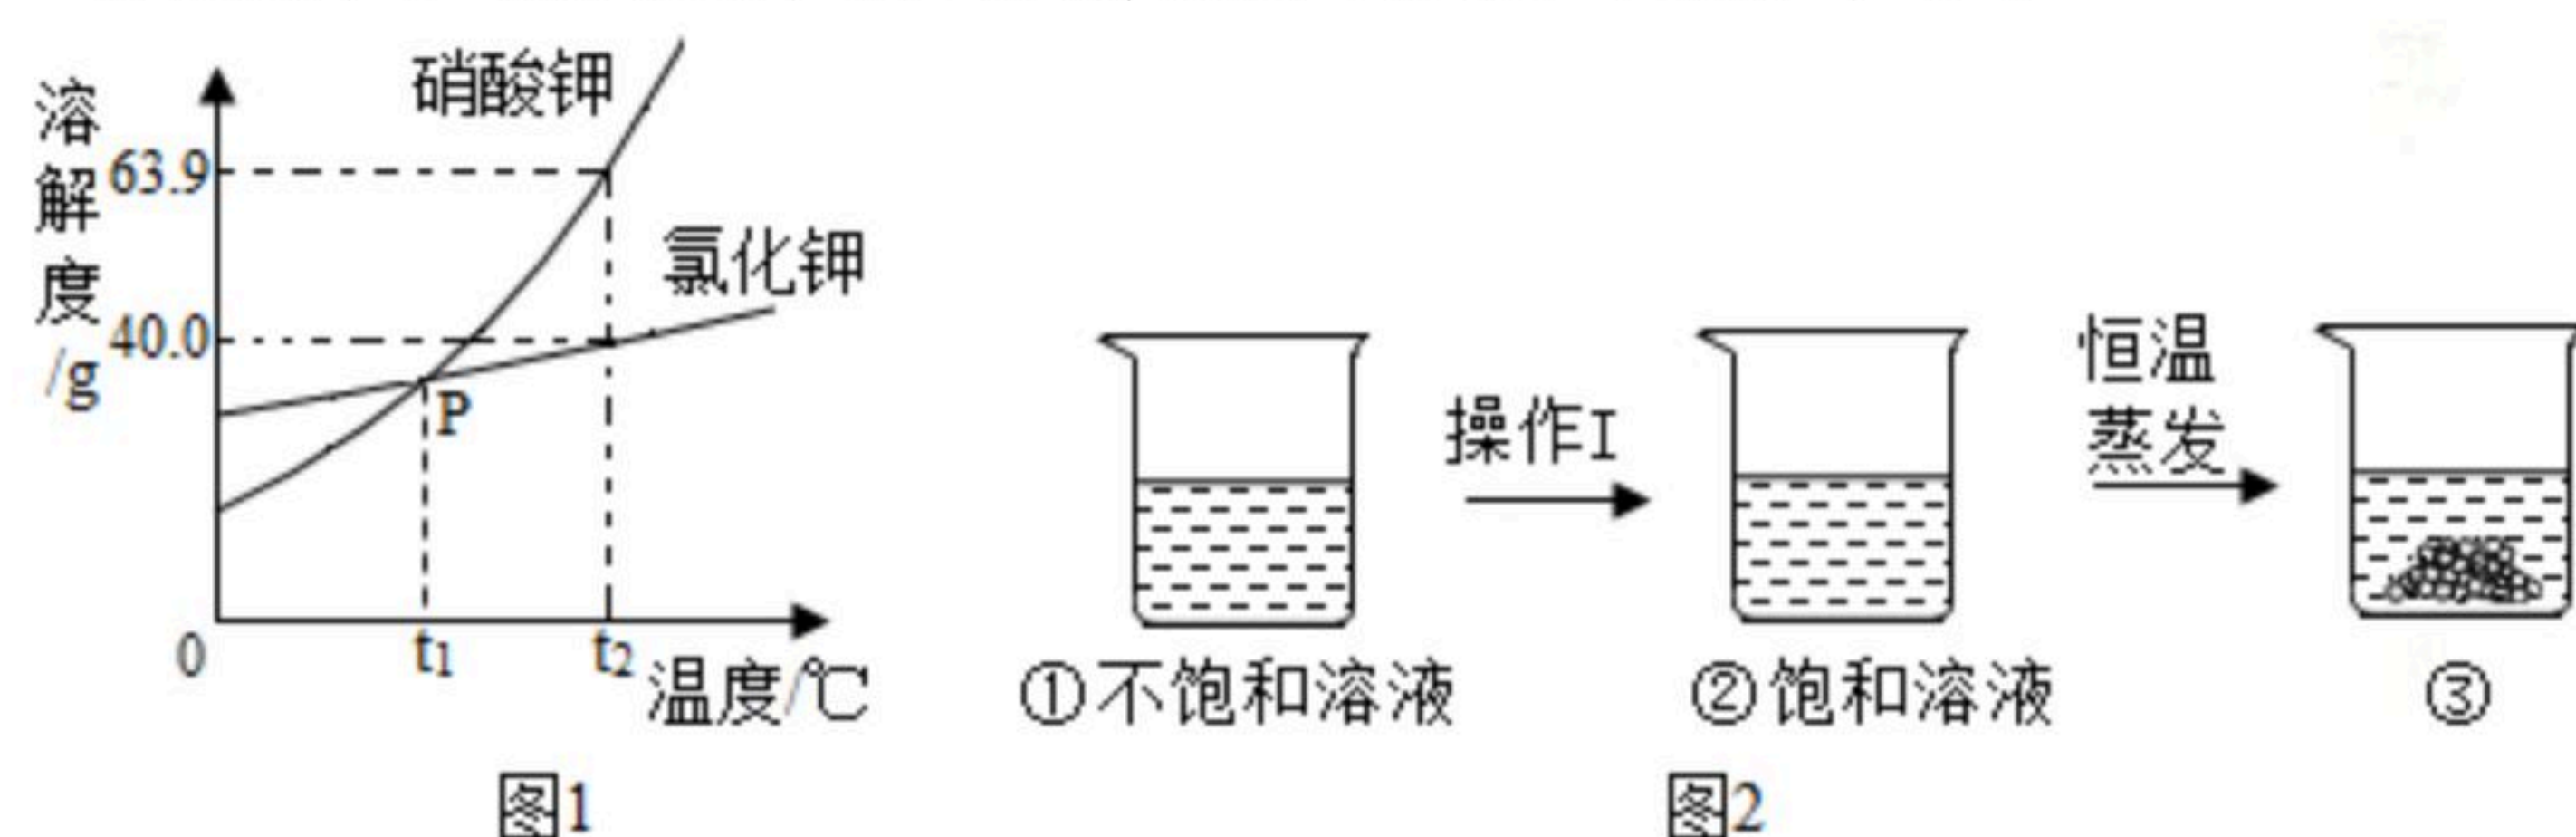 溶解度/g
硝酸钾
63.9
氯化钾
40.0
P
0
t1
t2
温度/℃
图1
操作I
恒温
蒸发
①不饱和溶液
②饱和溶液
③
图2